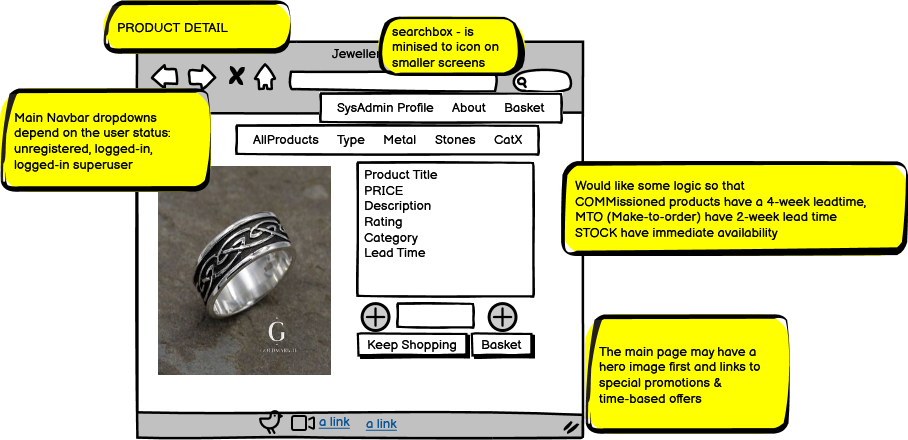 PRODUCT DETAIL
searchbox - is
minised to icon on
smaller screens
Jeweller
Main Navbar dropdowns
depend on the user status:
unregistered, logged-in,
logged-in superuser
SysAdmin Profile About Basket
AllProducts Type Metal Stones CatX
Product Title
PRICE
Description
Rating
Category
Lead Time
Would like some logic so that
COMMissioned products have a 4-week leadtime,
MTO (Make-to-order) have 2-week lead time
STOCK have immediate availability
G
Keep Shopping Basket
The main page may have a
hero image first and links to
special promotions &
time-based offers
a link a link